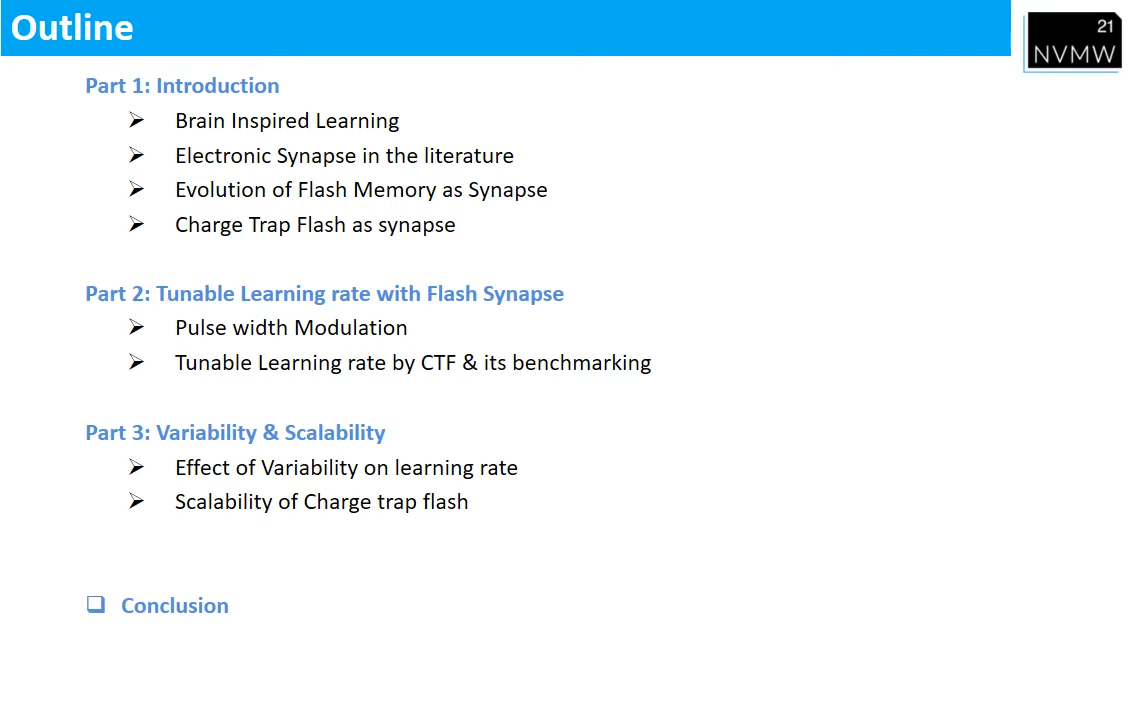 Outline
21
NVMW
Part 1: Introduction
Brain Inspired Learning
Electronic Synapse in the literature
Evolution of Flash Memory as Synapse
Charge Trap Flash as synapse
Part 2: Tunable Learning rate with Flash Synapse
Pulse width Modulation
Tunable Learning rate by CTF & its benchmarking
Part 3: Variability & Scalability
Effect of Variability on learning rate
Scalability of Charge trap flash
Conclusion